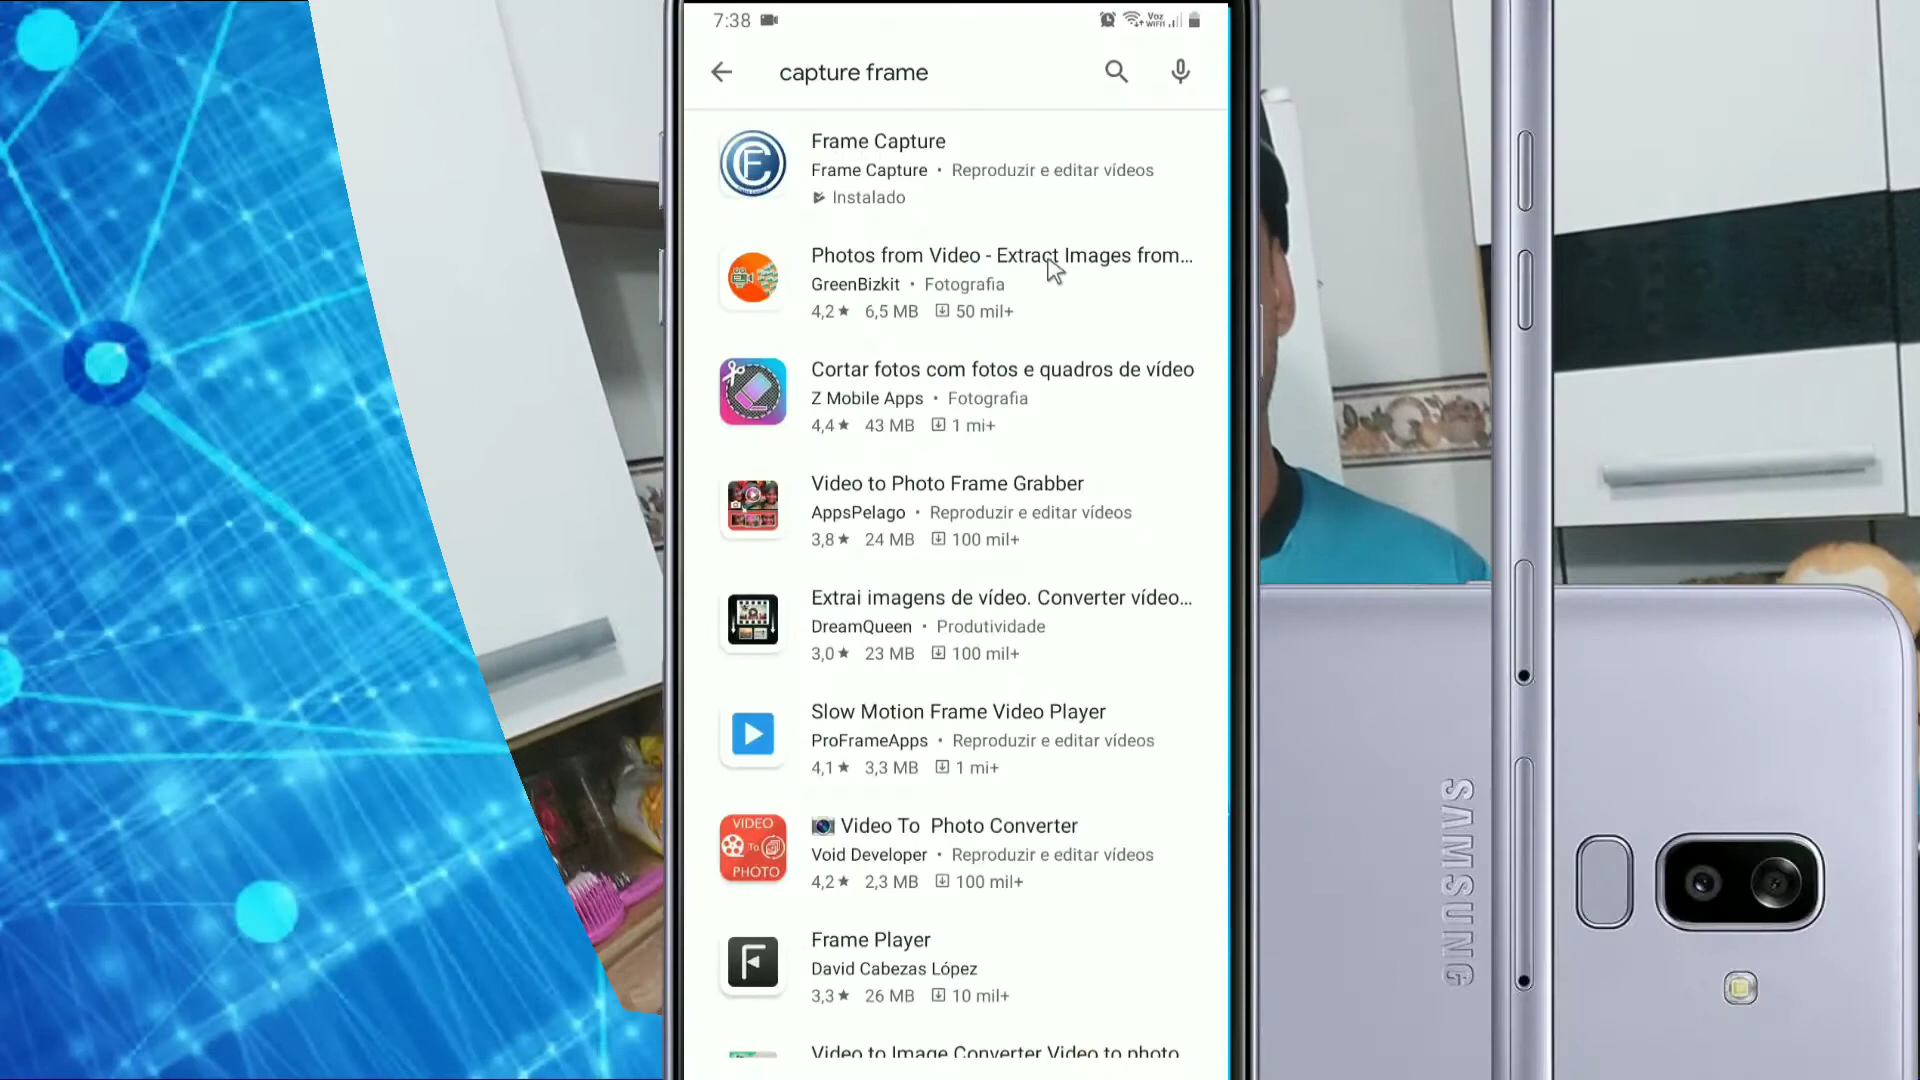 7:38
Voz
WIFI
capture frame
Frame Capture
Frame Capture • Reproduzir e editar vídeos
Instalado
Photos from Video - Extract Images from...
GreenBizkit • Fotografia
4,2 ★ 6,5 MB 50 mil+
Cortar fotos com fotos e quadros de vídeo
Z Mobile Apps • Fotografia
4,4 ★ 43 MB 1 mi+
Video to Photo Frame Grabber
AppsPelago • Reproduzir e editar vídeos
3,8 ★ 24 MB 100 mil+
Extrai imagens de vídeo. Converter vídeo...
DreamQueen • Produtividade
3,0 ★ 23 MB 100 mil+
Slow Motion Frame Video Player
ProFrameApps • Reproduzir e editar vídeos
4,1 ★ 3,3 MB 1 mi+
VIDEO
To
PHOTO
📷 Video To Photo Converter
Void Developer • Reproduzir e editar vídeos
4,2 ★ 2,3 MB 100 mil+
Frame Player
David Cabezas López
3,3 ★ 26 MB 10 mil+
Video to Image Converter Video to photo
SAMSUNG